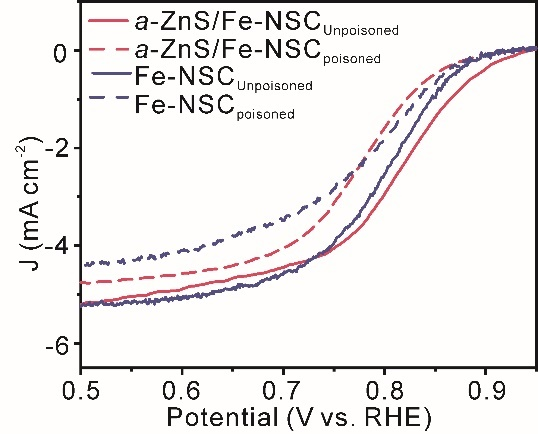 a-ZnS/Fe-NSCUnpoisoned
a-ZnS/Fe-NSCpoisoned
Fe-NSCUnpoisoned
Fe-NSCpoisoned
0
-2
-4
-6
J (mA cm-2)
0.5 0.6 0.7 0.8 0.9
Potential (V vs. RHE)